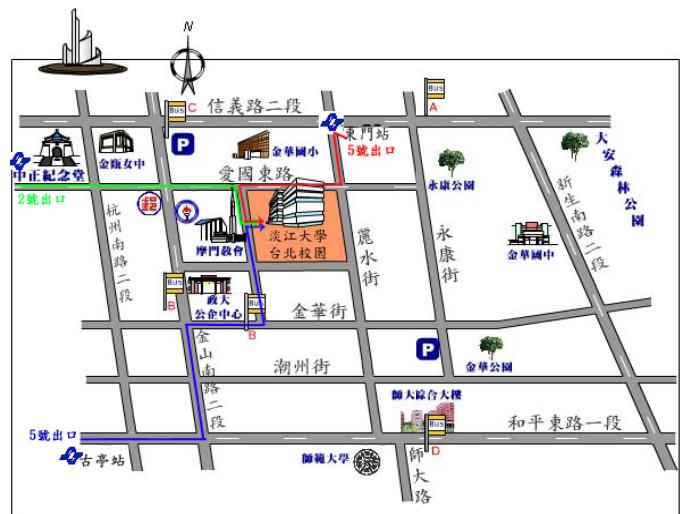 N
Bus
A
Bus
C
信義路二段
東門站
5號出口
金甌女中
P
金華國小
中正紀念堂
愛國東路
永康公園
大安森林公園
2號出口
郵
杭州南路二段
摩門教會
淡江大學
台北校園
麗水街
永康街
金華國中
新生南路二段
Bus
B
政大
公企中心
Bus
B
金華街
金山南路二段
潮州街
P
金華公園
師大綜合大樓
Bus
D
和平東路一段
5號出口
古亭站
師範大學
師大路